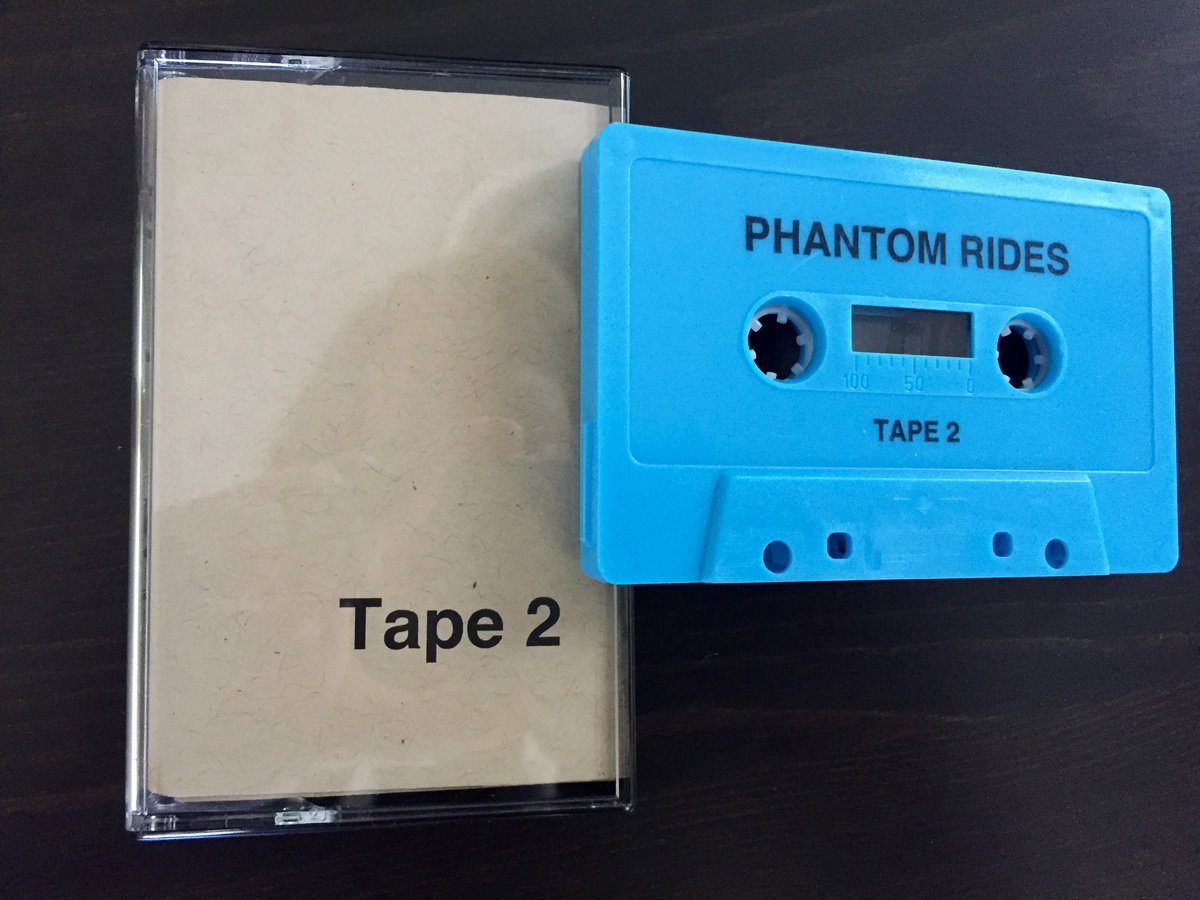 Tape 2
PHANTOM RIDES
100 50 0
TAPE 2